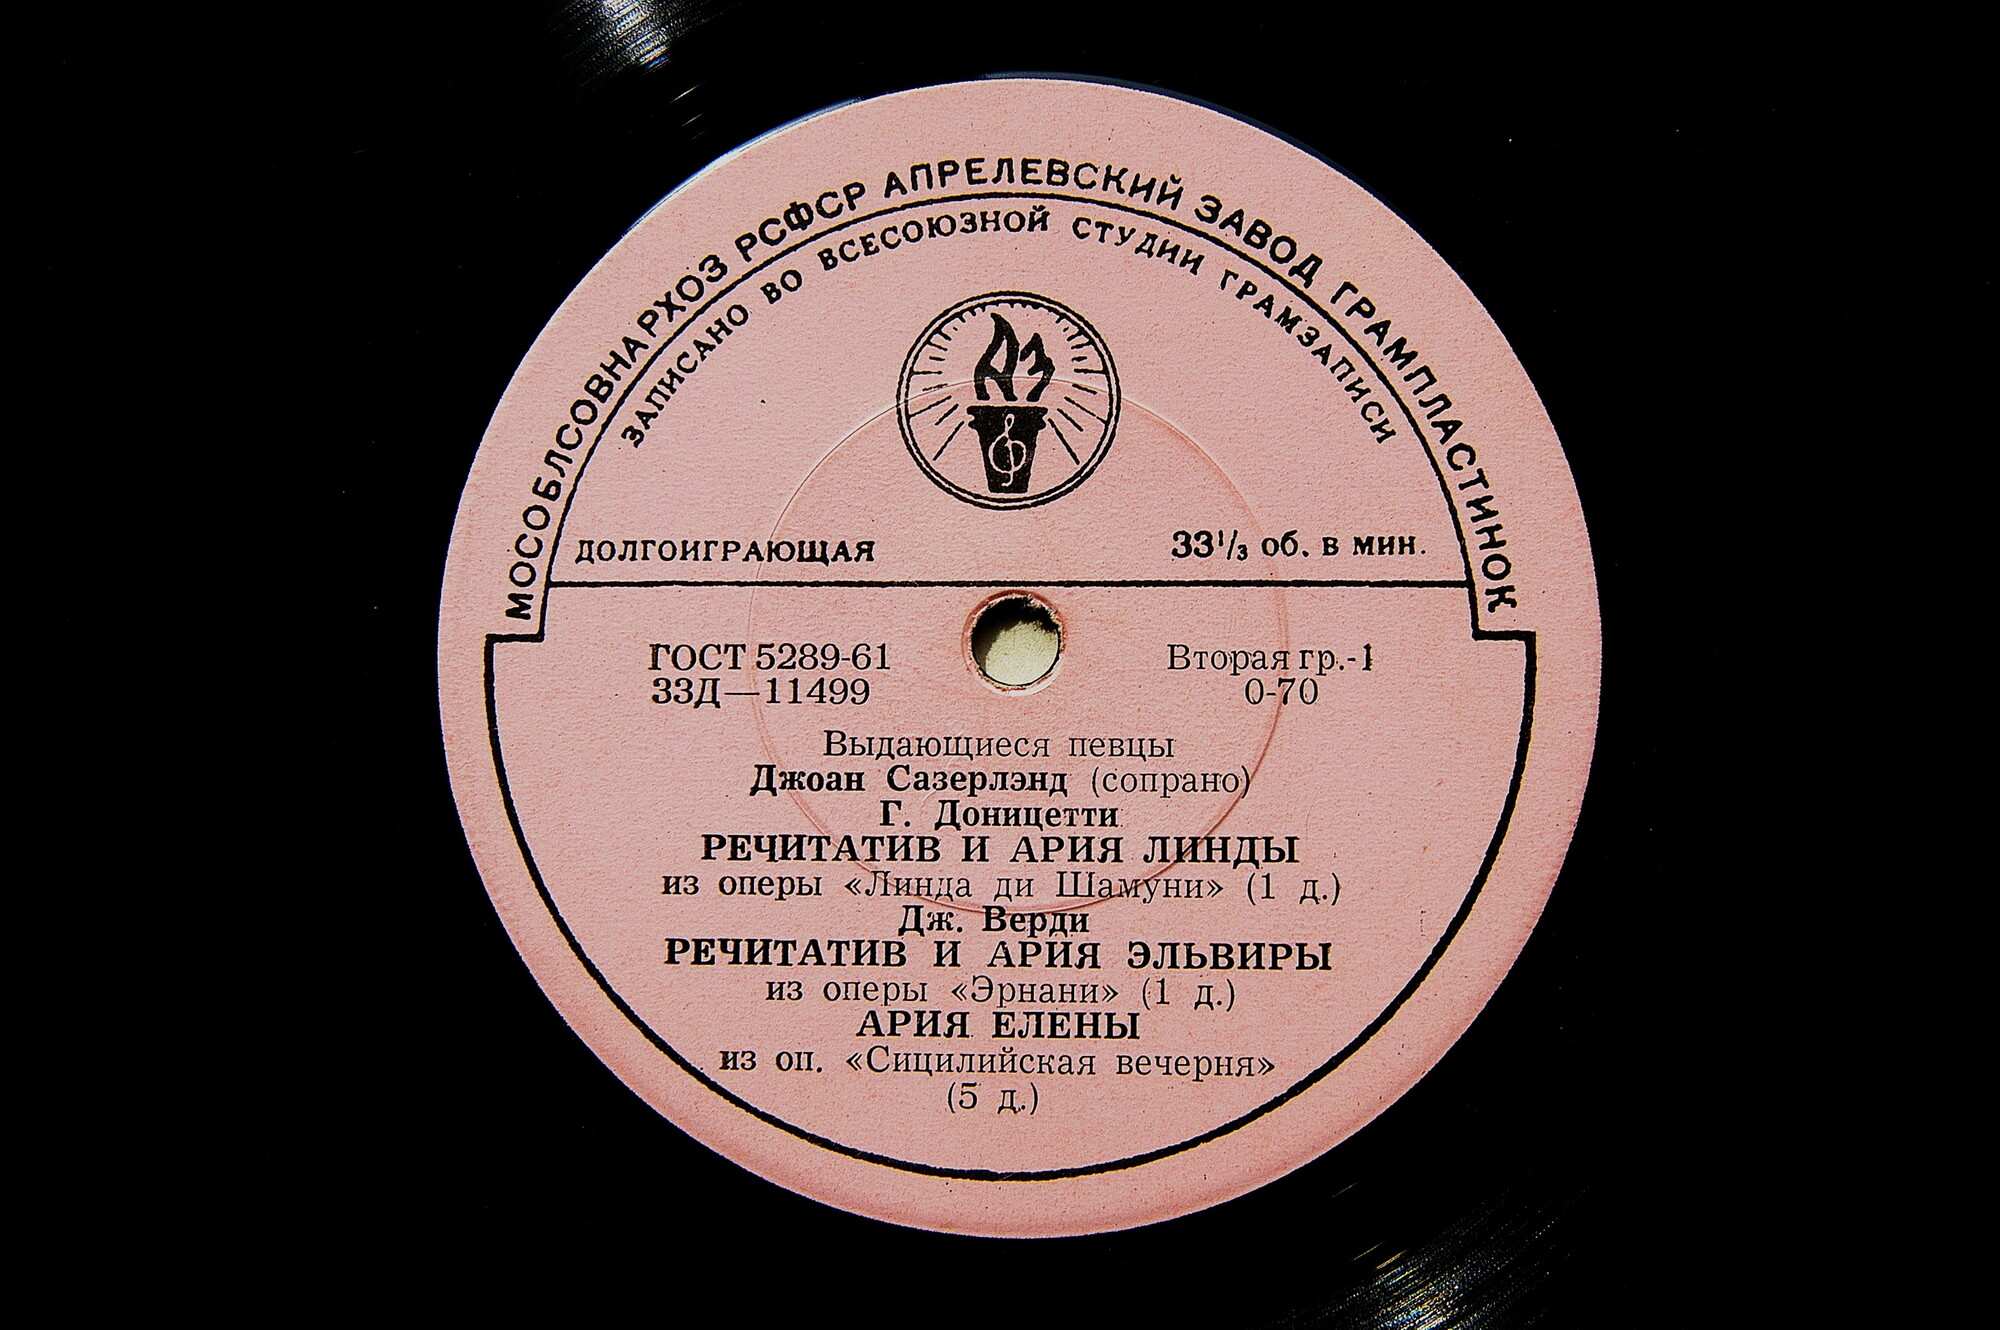 МОСОБЛСОВНАРХОЗ РСФСР АПРЕЛЕВСКИЙ ЗАВОД ГРАМПЛАСТИНОК
ЗАПИСАНО ВО ВСЕСОЮЗНОЙ СТУДИИ ГРАМЗАПИСИ
АЗ
ДОЛГОИГРАЮЩАЯ 33 1/3 об. в мин.
ГОСТ 5289-61 Вторая гр.-1
33Д—11499 0-70
Выдающиеся певцы
Джоан Сазерлэнд (сопрано)
Г. Доницетти
РЕЧИТАТИВ И АРИЯ ЛИНДЫ
из оперы «Линда ди Шамуни» (1 д.)
Дж. Верди
РЕЧИТАТИВ И АРИЯ ЭЛЬВИРЫ
из оперы «Эрнани» (1 д.)
АРИЯ ЕЛЕНЫ
из оп. «Сицилийская вечерня»
(5 д.)